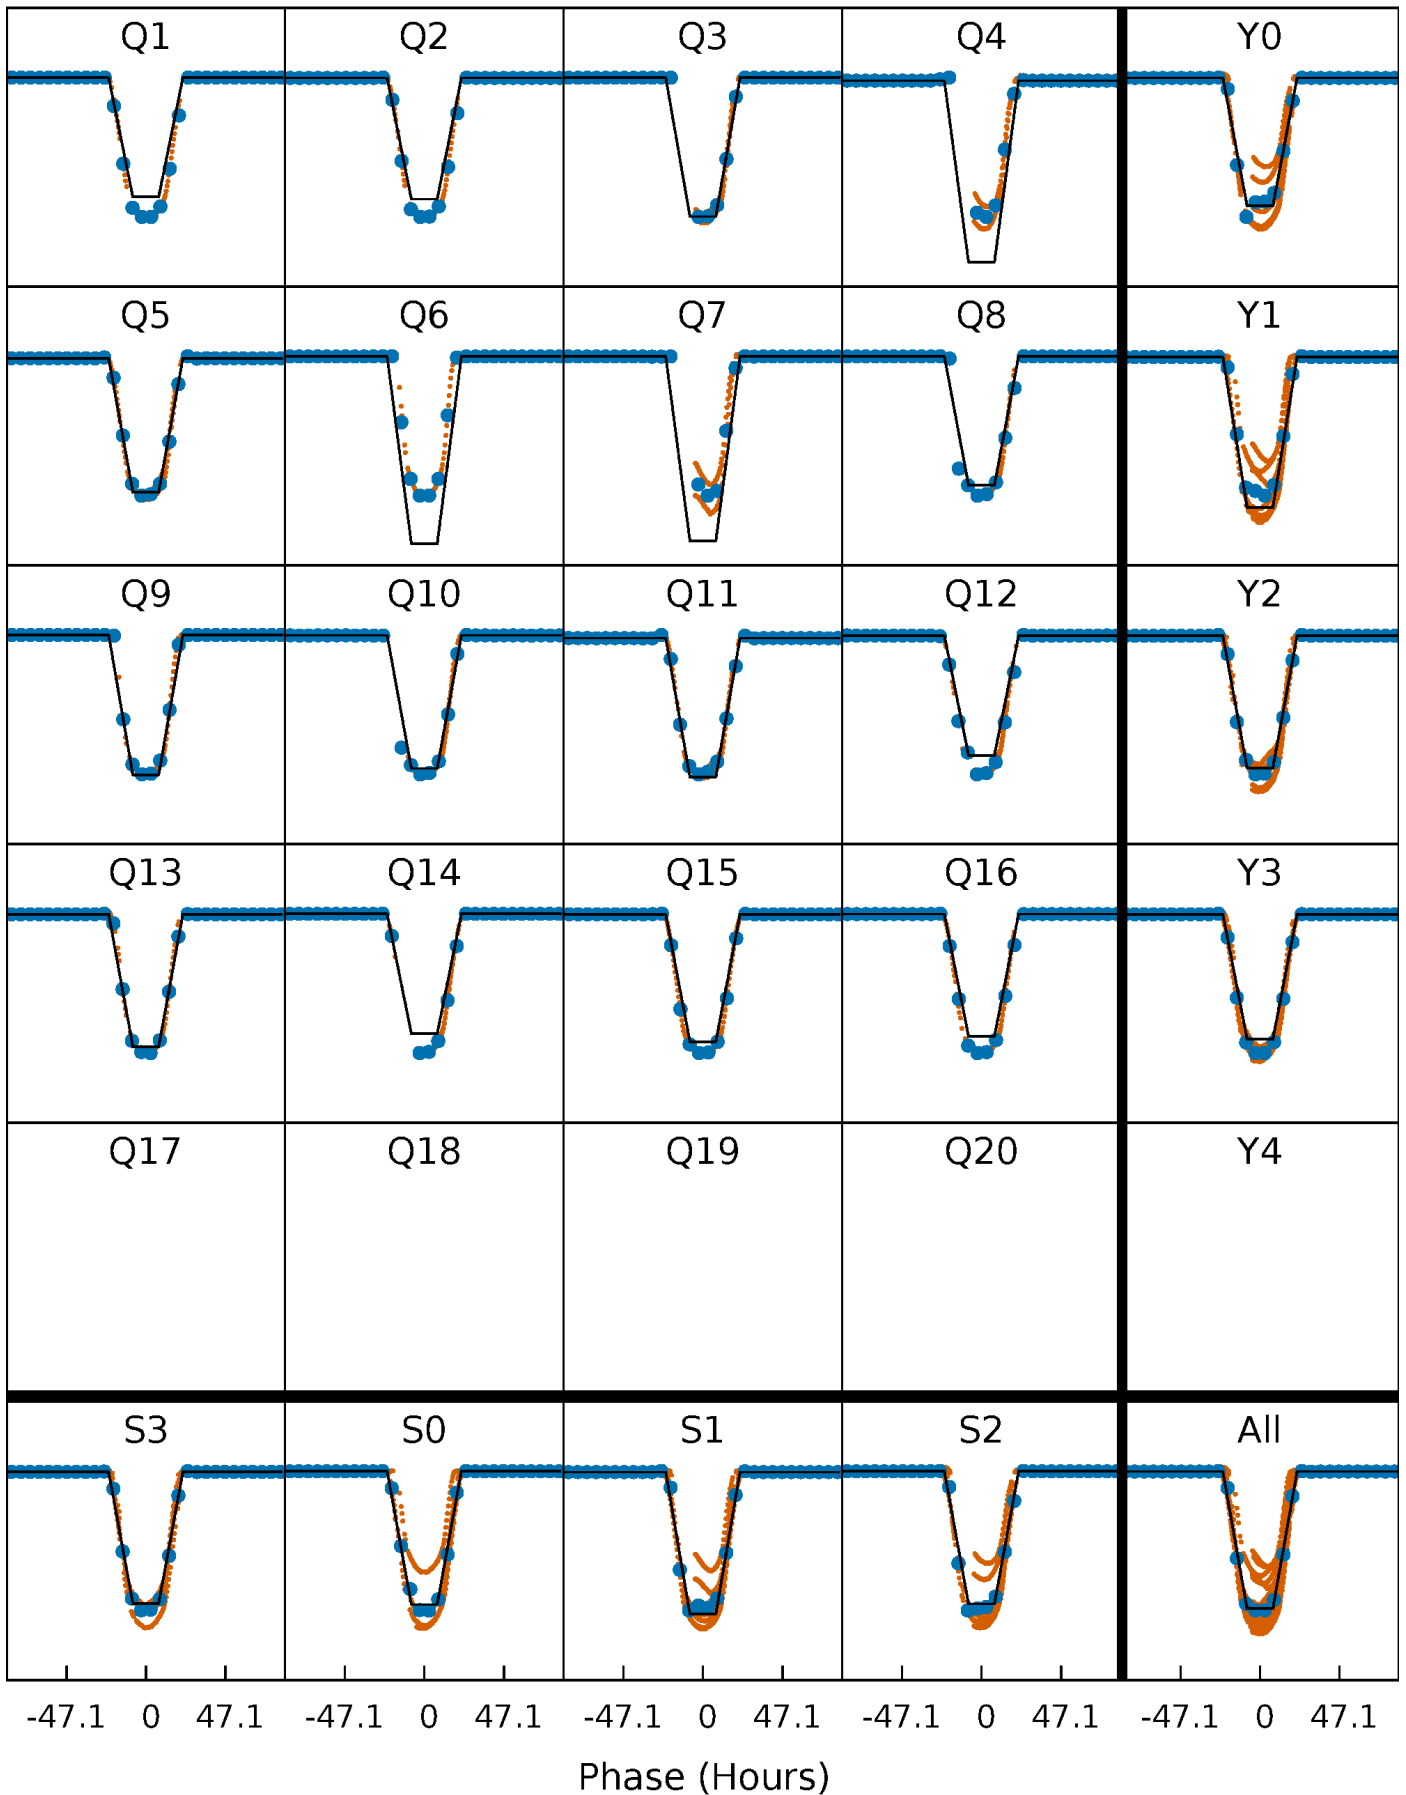 Q1 Q2 Q3 Q4 Y0
Q5 Q6 Q7 Q8 Y1
Q9 Q10 Q11 Q12 Y2
Q13 Q14 Q15 Q16 Y3
Q17 Q18 Q19 Q20 Y4
S3 S0 S1 S2 All
-47.1 0 47.1 -47.1 0 47.1 -47.1 0 47.1 -47.1 0 47.1 -47.1 0 47.1
Phase (Hours)